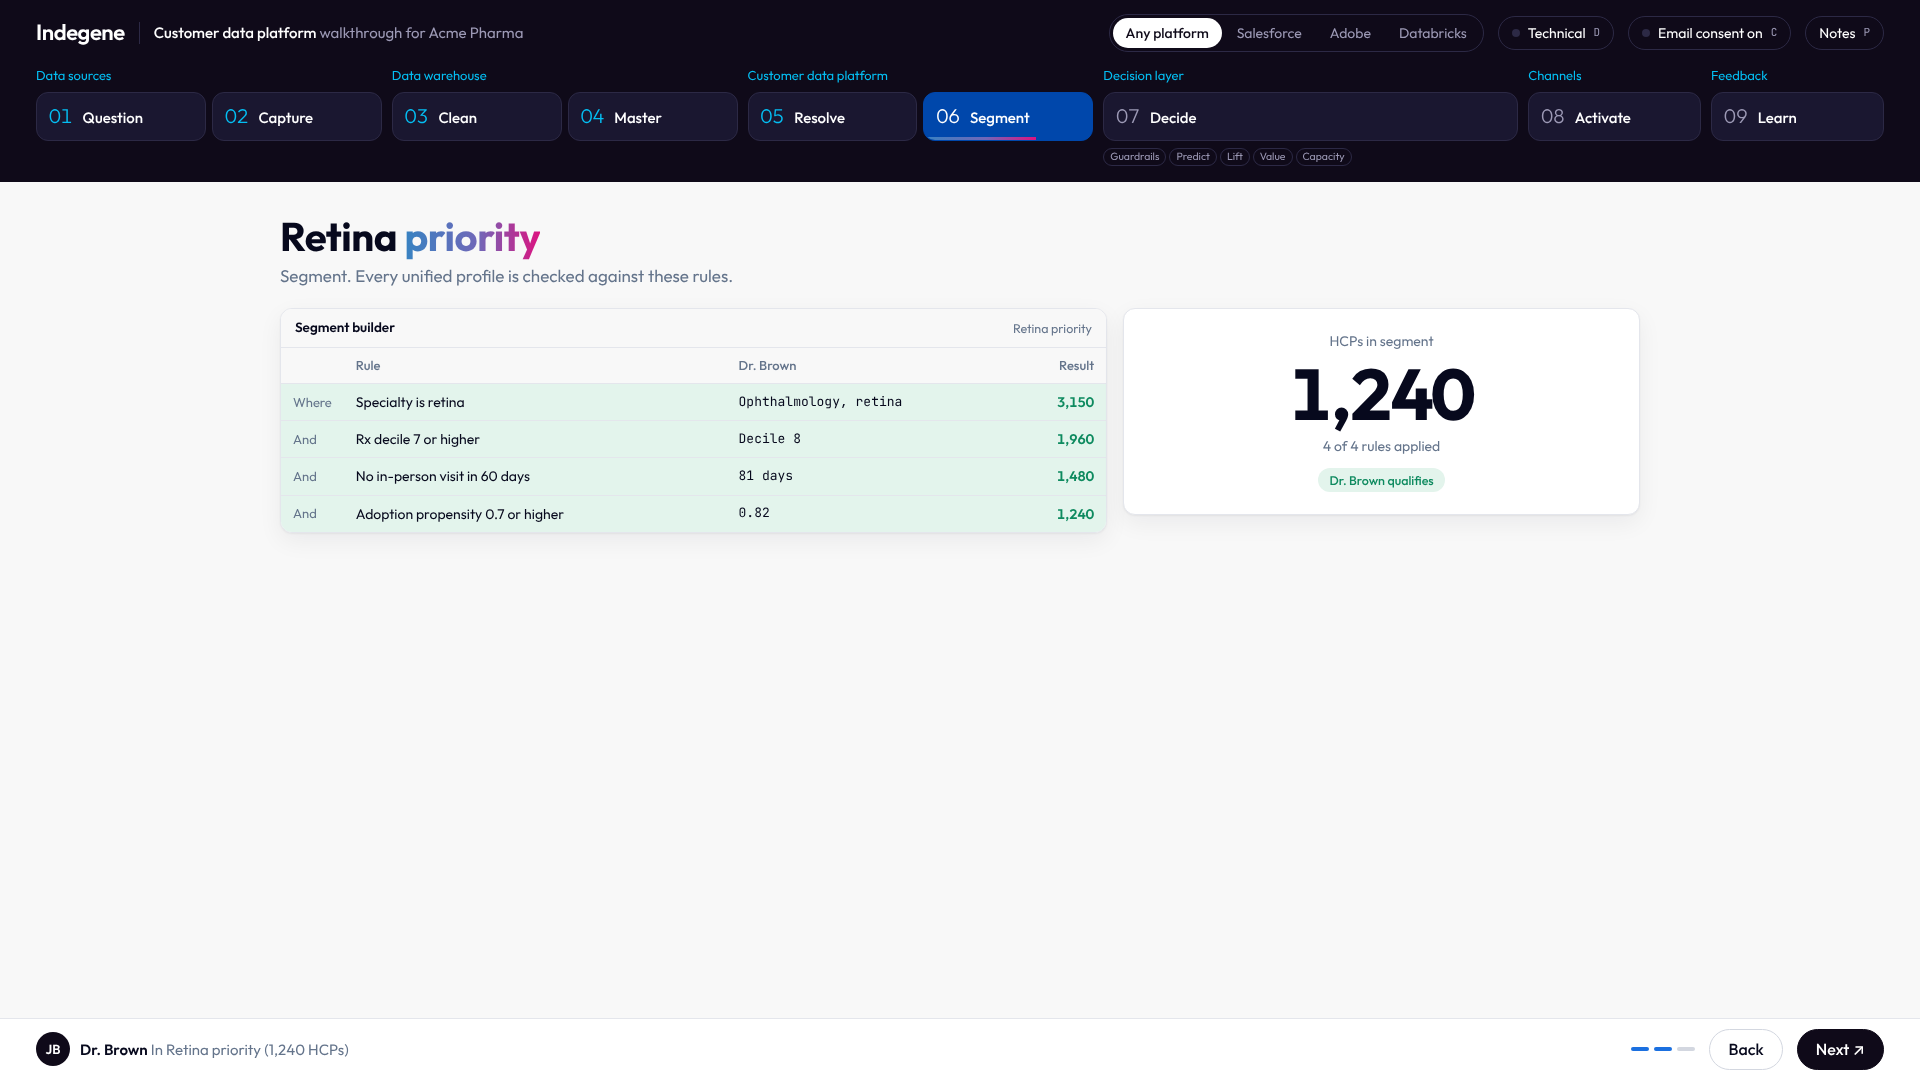 Indegene
Customer data platform walkthrough for Acme Pharma
Any platform Salesforce Adobe Databricks
Technical D
Email consent on C
Notes P
Data sources
Data warehouse
Customer data platform
Decision layer
Channels
Feedback
01 Question
02 Capture
03 Clean
04 Master
05 Resolve
06 Segment
07 Decide
08 Activate
09 Learn
Guardrails Predict Lift Value Capacity
Retina priority
Segment. Every unified profile is checked against these rules.
Segment builder Retina priority
Rule Dr. Brown Result
Where Specialty is retina Ophthalmology, retina 3,150
And Rx decile 7 or higher Decile 8 1,960
And No in-person visit in 60 days 81 days 1,480
And Adoption propensity 0.7 or higher 0.82 1,240
HCPs in segment
1,240
4 of 4 rules applied
Dr. Brown qualifies
JB Dr. Brown In Retina priority (1,240 HCPs)
Back
Next ↗